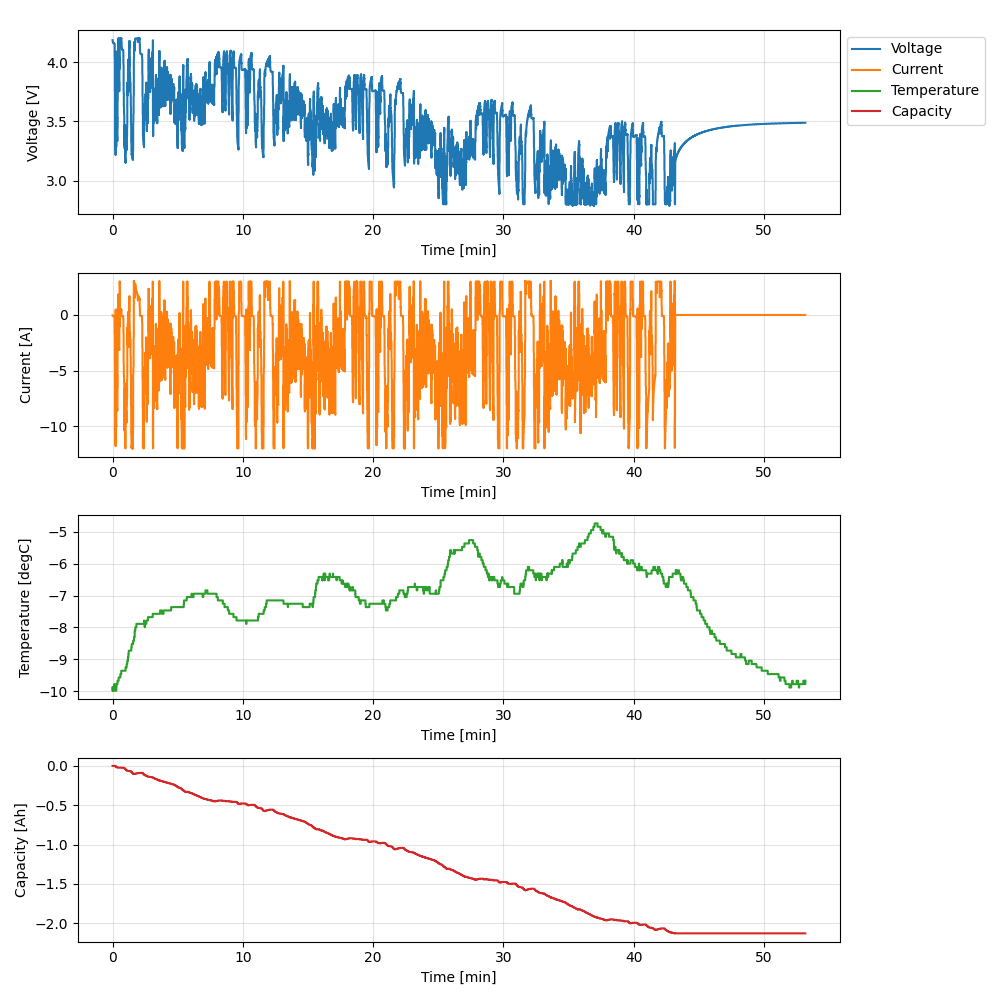 4.0
3.5
3.0
Voltage [V]
0 10 20 30 40 50
Time [min]
Voltage
Current
Temperature
Capacity
0
−5
−10
Current [A]
0 10 20 30 40 50
Time [min]
−5
−6
−7
−8
−9
−10
Temperature [degC]
0 10 20 30 40 50
Time [min]
0.0
−0.5
−1.0
−1.5
−2.0
Capacity [Ah]
0 10 20 30 40 50
Time [min]